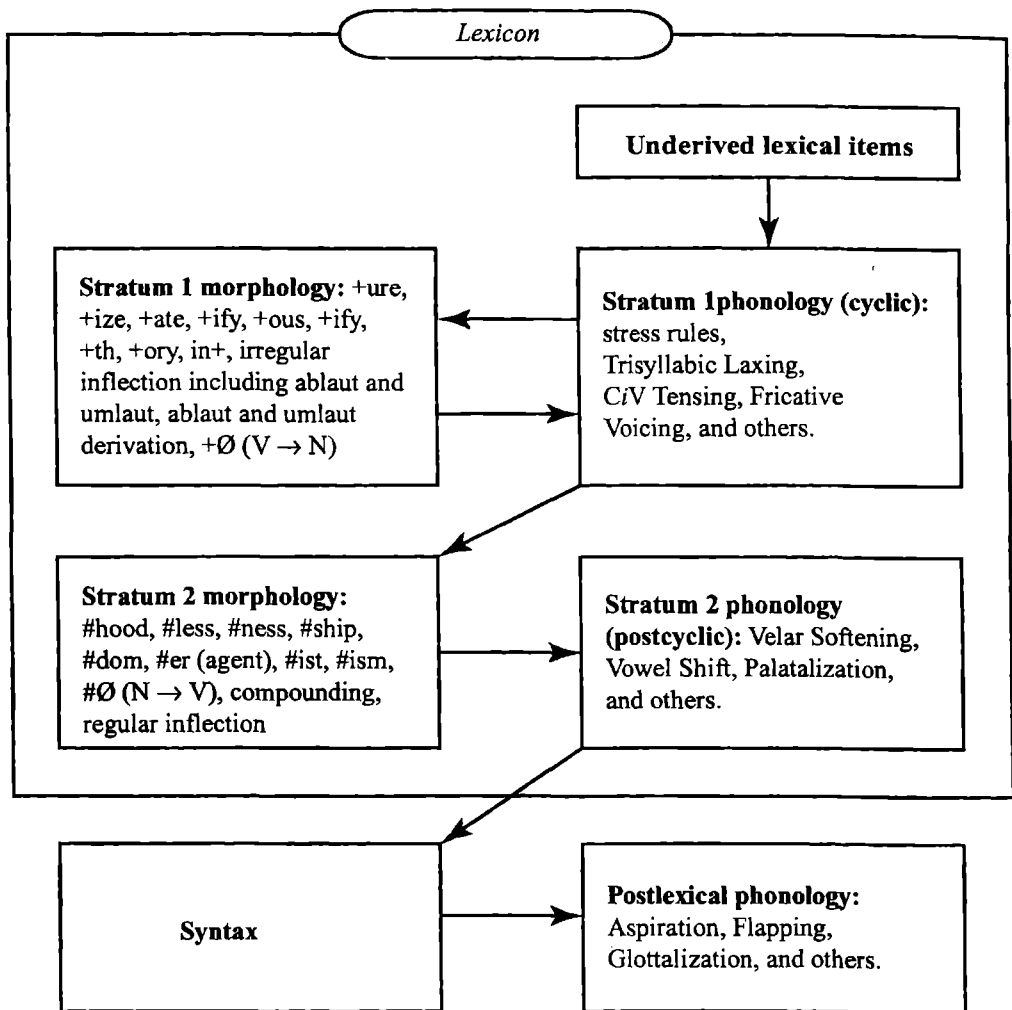 Lexicon
Underived lexical items
Stratum 1 morphology: +ure,
+ize, +ate, +ify, +ous, +ify,
+th, +ory, in+, irregular
inflection including ablaut and
umlaut, ablaut and umlaut
derivation, +Ø (V → N)
Stratum 1phonology (cyclic):
stress rules,
Trisyllabic Laxing,
CiV Tensing, Fricative
Voicing, and others.
Stratum 2 morphology:
#hood, #less, #ness, #ship,
#dom, #er (agent), #ist, #ism,
#Ø (N → V), compounding,
regular inflection
Stratum 2 phonology
(postcyclic): Velar Softening,
Vowel Shift, Palatalization,
and others.
Syntax
Postlexical phonology:
Aspiration, Flapping,
Glottalization, and others.